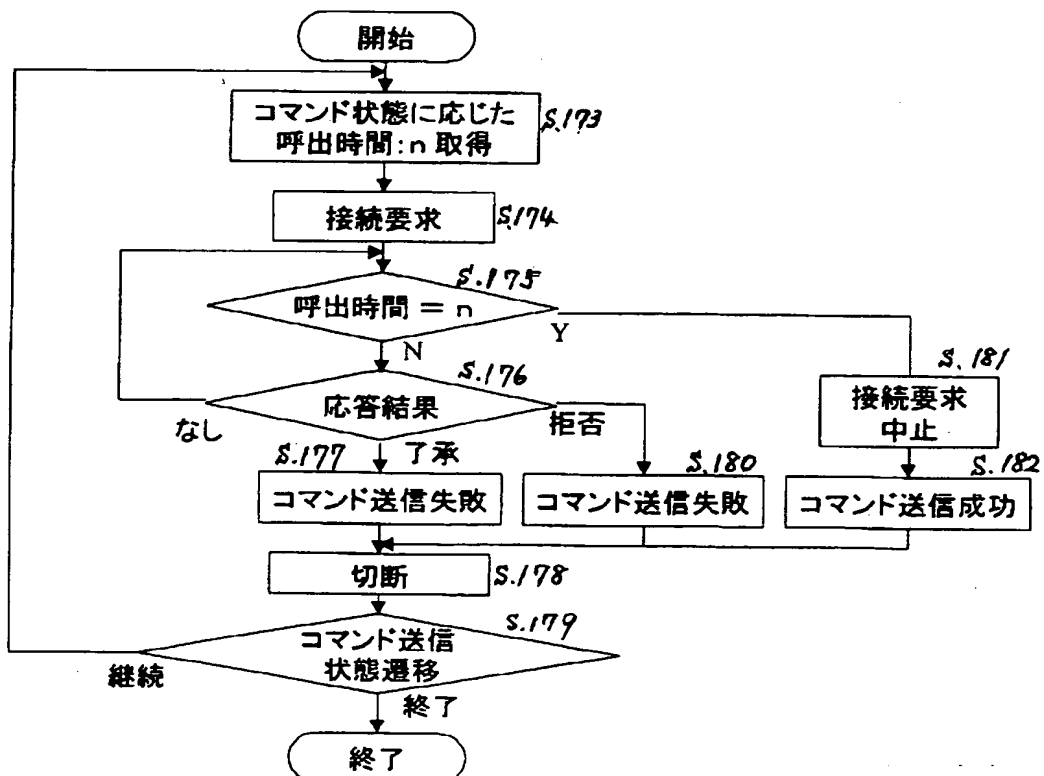 開始
コマンド状態に応じた
呼出時間:n 取得
S.173
接続要求
S.174
S.175
呼出時間 = n
Y
N
S.176
S.181
応答結果
接続要求
中止
なし
拒否
了承
S.177
S.180
S.182
コマンド送信失敗
コマンド送信失敗
コマンド送信成功
切断
S.178
S.179
コマンド送信
状態遷移
継続
終了
終了